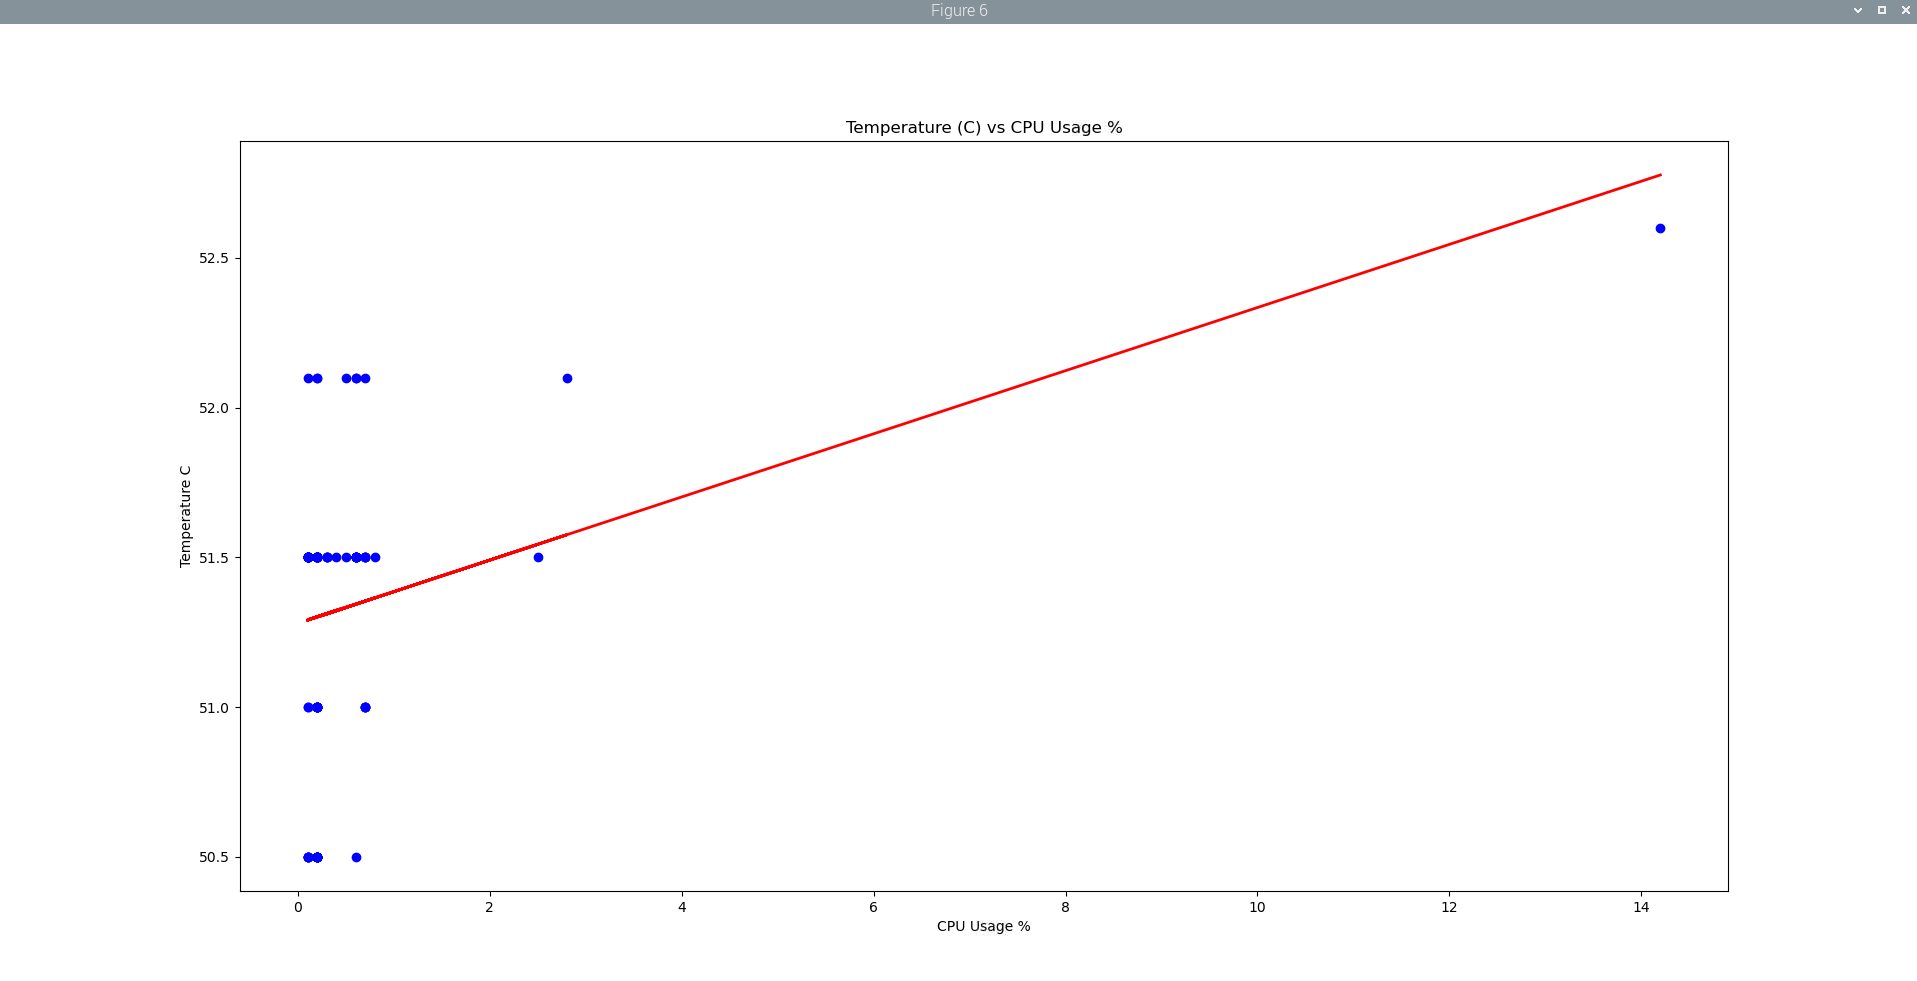 Figure 6
Temperature (C) vs CPU Usage %
52.5
52.0
51.5
51.0
50.5
Temperature C
0 2 4 6 8 10 12 14
CPU Usage %